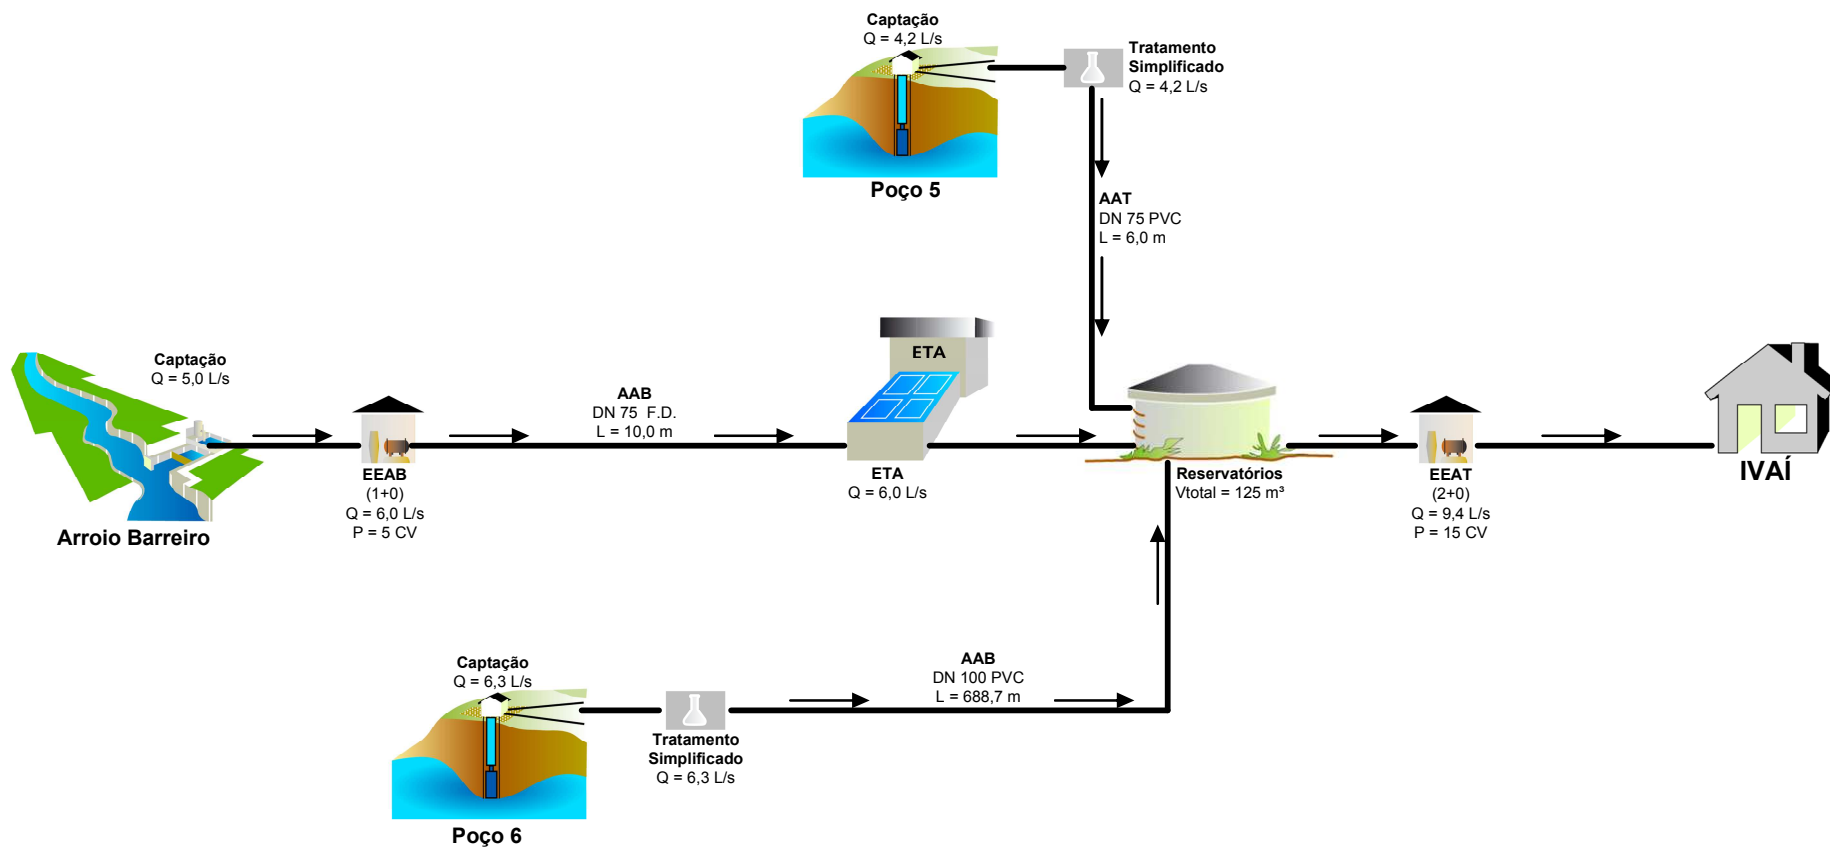 Captação
Q = 4,2 L/s
Tratamento
Simplificado
Q = 4,2 L/s
Poço 5
AAT
DN 75 PVC
L = 6,0 m
Captação
Q = 5,0 L/s
Arroio Barreiro
EEAB
(1+0)
Q = 6,0 L/s
P = 5 CV
AAB
DN 75 F.D.
L = 10,0 m
ETA
ETA
Q = 6,0 L/s
Reservatórios
Vtotal = 125 m³
EEAT
(2+0)
Q = 9,4 L/s
P = 15 CV
IVAÍ
Captação
Q = 6,3 L/s
Poço 6
Tratamento
Simplificado
Q = 6,3 L/s
AAB
DN 100 PVC
L = 688,7 m